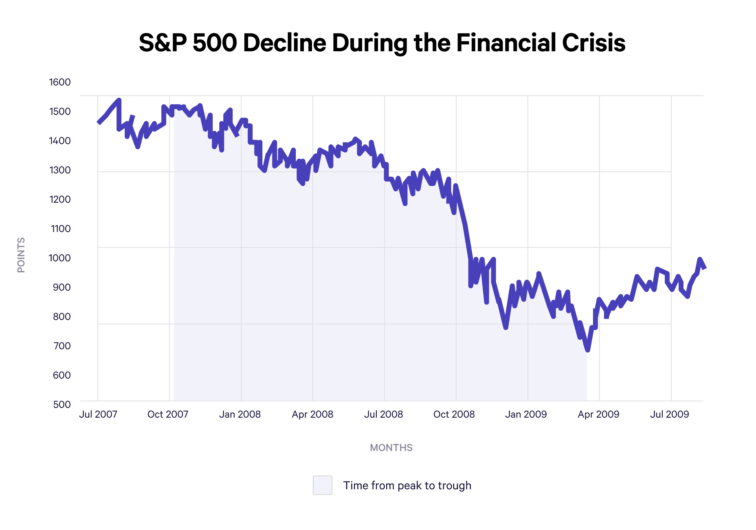 S&P 500 Decline During the Financial Crisis
1600
1500
1400
1300
1200
1100
1000
900
800
700
600
500
POINTS
Jul 2007 Oct 2007 Jan 2008 Apr 2008 Jul 2008 Oct 2008 Jan 2009 Apr 2009 Jul 2009
MONTHS
Time from peak to trough